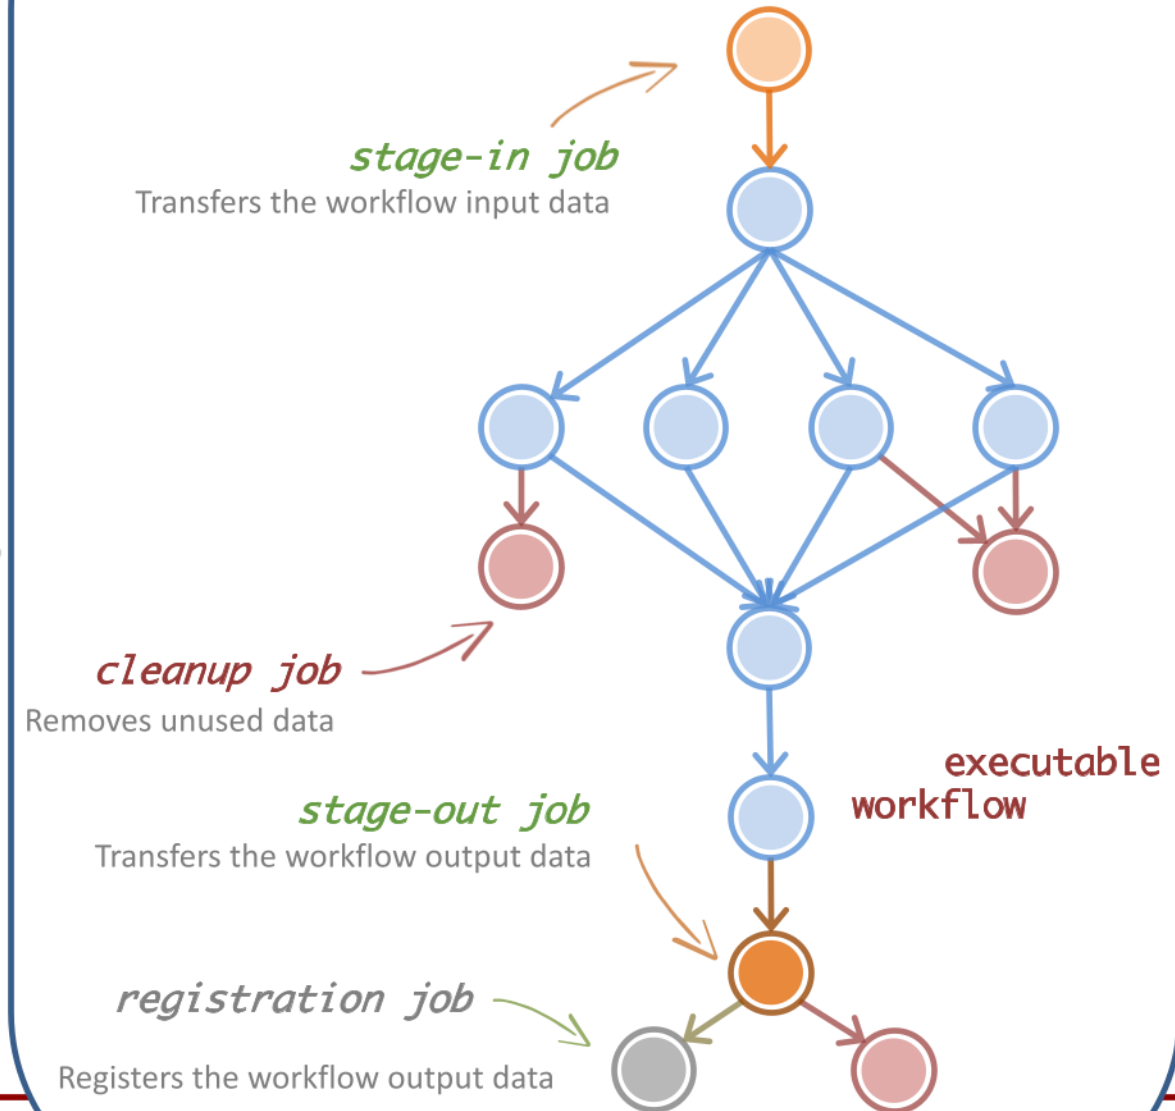 stage-in job
Transfers the workflow input data
cleanup job
Removes unused data
executable
workflow
stage-out job
Transfers the workflow output data
registration job
Registers the workflow output data